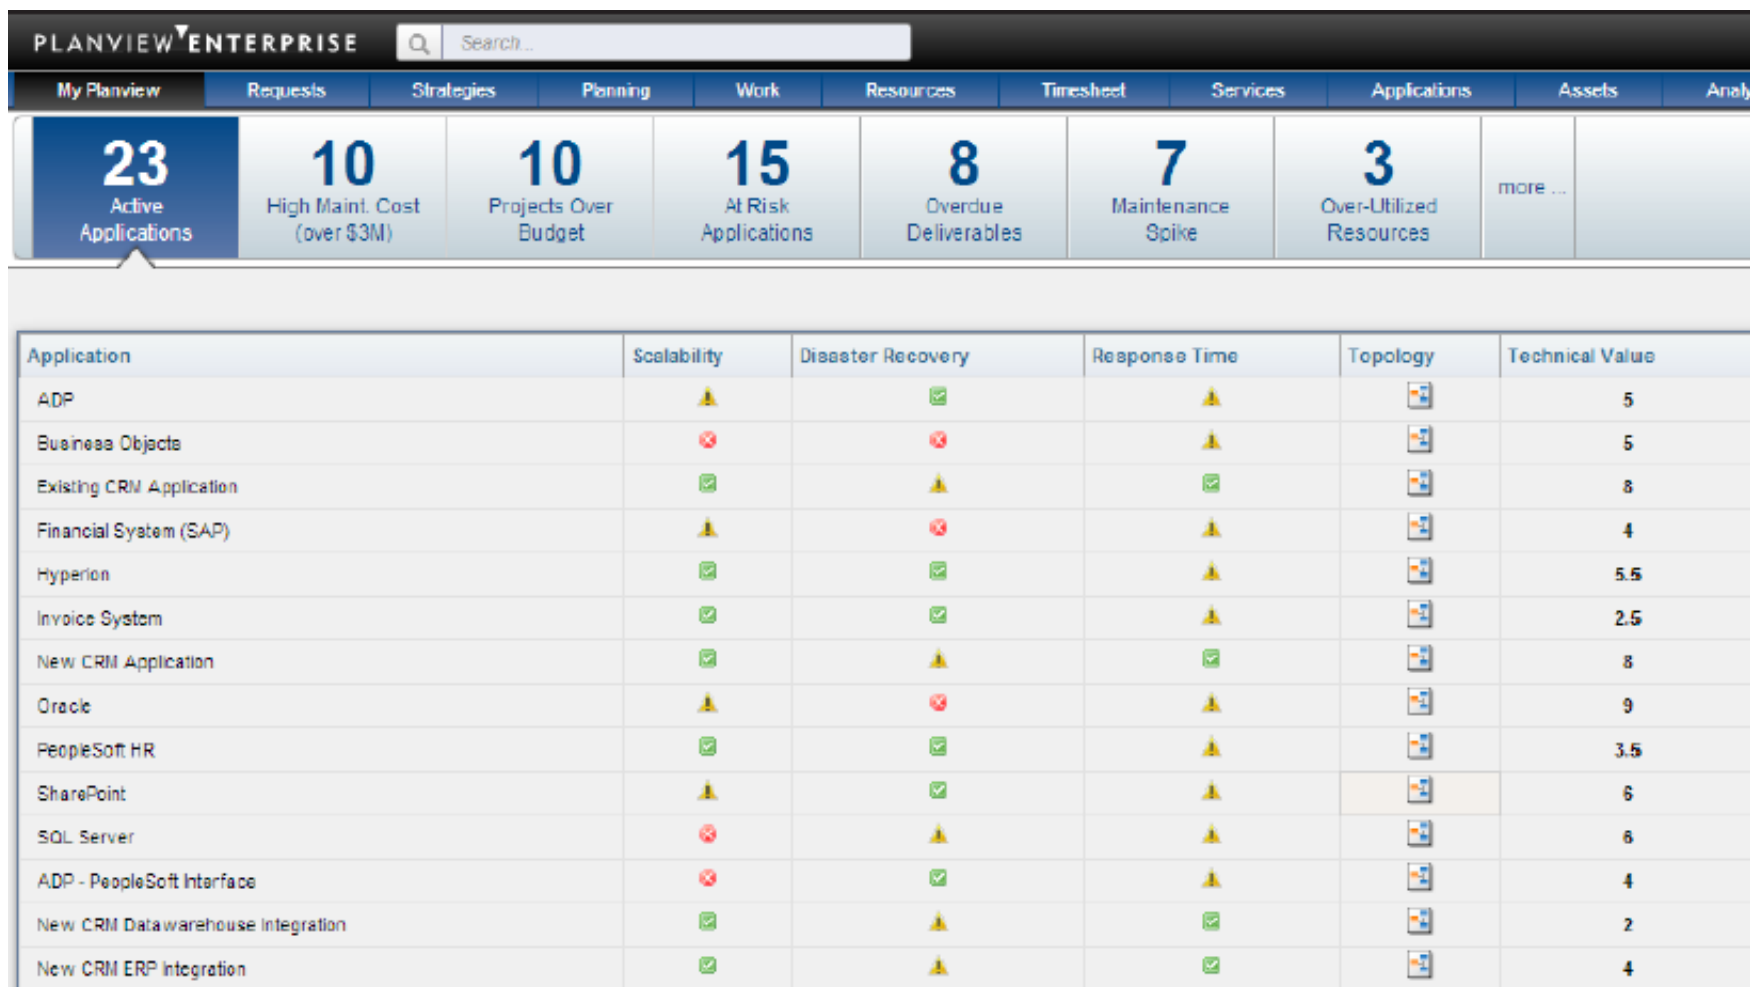 PLANVIEW ENTERPRISE Search...
My Planview Requests Strategies Planning Work Resources Timesheet Services Applications Assets Analy
23 10 10 15 8 7 3
Active High Maint. Cost Projects Over At Risk Overdue Maintenance Over-Utilized more ...
Applications (over $3M) Budget Applications Deliverables Spike Resources
Application Scalability Disaster Recovery Response Time Topology Technical Value
ADP 5
Business Objects 5
Existing CRM Application 8
Financial System (SAP) 4
Hyperion 5.5
Invoice System 2.5
New CRM Application 8
Oracle 9
PeopleSoft HR 3.5
SharePoint 6
SQL Server 6
ADP - PeopleSoft Interface 4
New CRM Datawarehouse Integration 2
New CRM ERP Integration 4